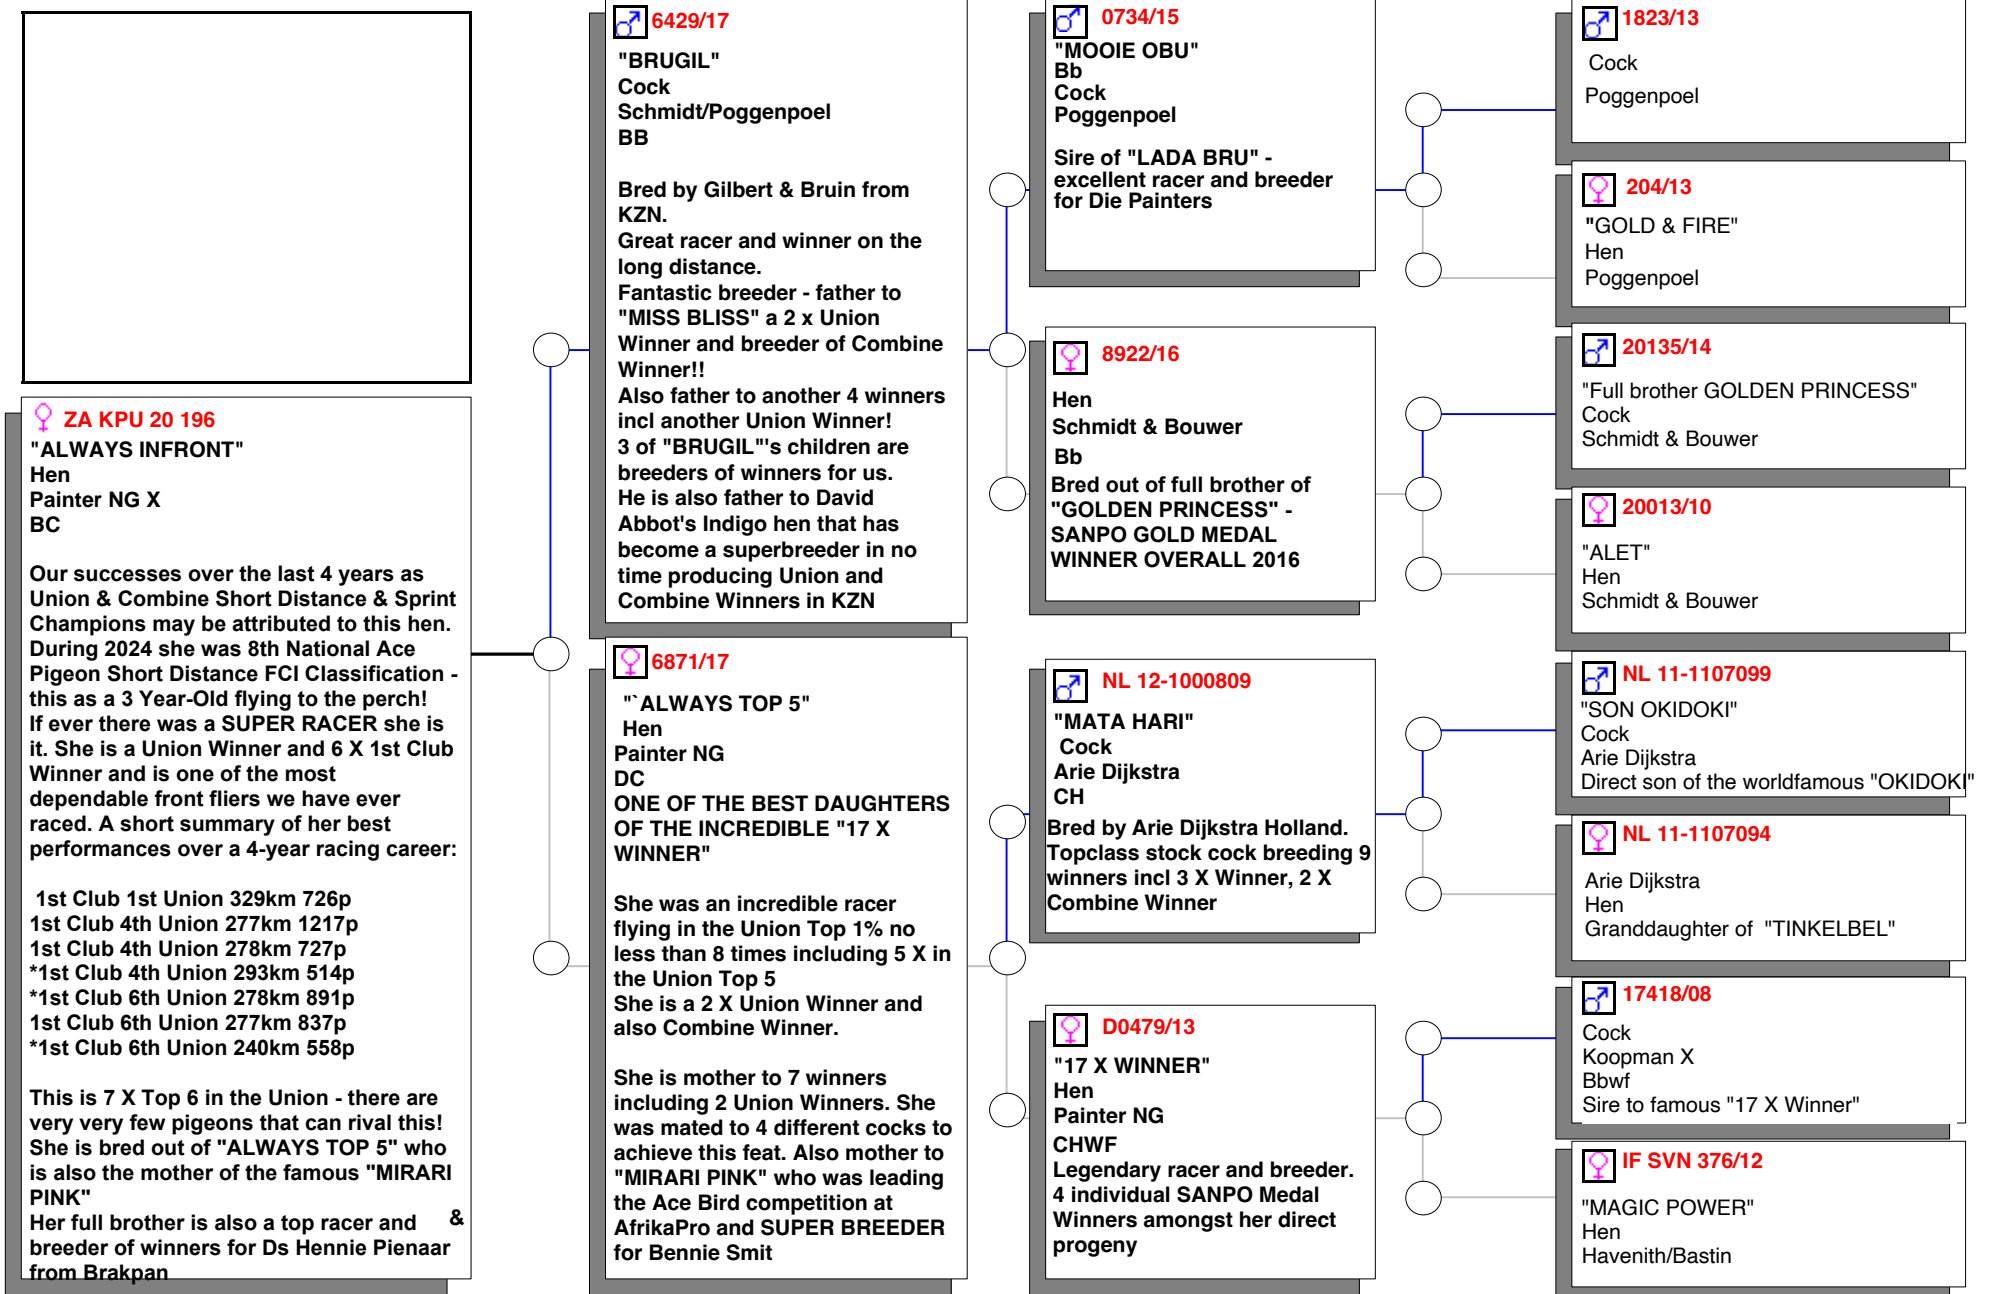 ZA KPU 20 196
"ALWAYS INFRONT"
Hen
Painter NG X
BC
Our successes over the last 4 years as
Union & Combine Short Distance & Sprint
Champions may be attributed to this hen.
During 2024 she was 8th National Ace
Pigeon Short Distance FCI Classification -
this as a 3 Year-Old flying to the perch!
If ever there was a SUPER RACER she is
it. She is a Union Winner and 6 X 1st Club
Winner and is one of the most
dependable front fliers we have ever
raced. A short summary of her best
performances over a 4-year racing career:
1st Club 1st Union 329km 726p
1st Club 4th Union 277km 1217p
1st Club 4th Union 278km 727p
*1st Club 4th Union 293km 514p
*1st Club 6th Union 278km 891p
1st Club 6th Union 277km 837p
*1st Club 6th Union 240km 558p
This is 7 X Top 6 in the Union - there are
very very few pigeons that can rival this!
She is bred out of "ALWAYS TOP 5" who
is also the mother of the famous "MIRARI
PINK"
Her full brother is also a top racer and &
breeder of winners for Ds Hennie Pienaar
from Brakpan
6429/17
"BRUGIL"
Cock
Schmidt/Poggenpoel
BB
Bred by Gilbert & Bruin from
KZN.
Great racer and winner on the
long distance.
Fantastic breeder - father to
"MISS BLISS" a 2 x Union
Winner and breeder of Combine
Winner!!
Also father to another 4 winners
incl another Union Winner!
3 of "BRUGIL"'s children are
breeders of winners for us.
He is also father to David
Abbot's Indigo hen that has
become a superbreeder in no
time producing Union and
Combine Winners in KZN
6871/17
"`ALWAYS TOP 5"
Hen
Painter NG
DC
ONE OF THE BEST DAUGHTERS
OF THE INCREDIBLE "17 X
WINNER"
She was an incredible racer
flying in the Union Top 1% no
less than 8 times including 5 X in
the Union Top 5
She is a 2 X Union Winner and
also Combine Winner.
She is mother to 7 winners
including 2 Union Winners. She
was mated to 4 different cocks to
achieve this feat. Also mother to
"MIRARI PINK" who was leading
the Ace Bird competition at
AfrikaPro and SUPER BREEDER
for Bennie Smit
0734/15
"MOOIE OBU"
Bb
Cock
Poggenpoel
Sire of "LADA BRU" -
excellent racer and breeder
for Die Painters
8922/16
Hen
Schmidt & Bouwer
Bb
Bred out of full brother of
"GOLDEN PRINCESS" -
SANPO GOLD MEDAL
WINNER OVERALL 2016
NL 12-1000809
"MATA HARI"
Cock
Arie Dijkstra
CH
Bred by Arie Dijkstra Holland.
Topclass stock cock breeding 9
winners incl 3 X Winner, 2 X
Combine Winner
D0479/13
"17 X WINNER"
Hen
Painter NG
CHWF
Legendary racer and breeder.
4 individual SANPO Medal
Winners amongst her direct
progeny
1823/13
Cock
Poggenpoel
204/13
"GOLD & FIRE"
Hen
Poggenpoel
20135/14
"Full brother GOLDEN PRINCESS"
Cock
Schmidt & Bouwer
20013/10
"ALET"
Hen
Schmidt & Bouwer
NL 11-1107099
"SON OKIDOKI"
Cock
Arie Dijkstra
Direct son of the worldfamous "OKIDOKI"
NL 11-1107094
Arie Dijkstra
Hen
Granddaughter of "TINKELBEL"
17418/08
Cock
Koopman X
Bbwf
Sire to famous "17 X Winner"
IF SVN 376/12
"MAGIC POWER"
Hen
Havenith/Bastin